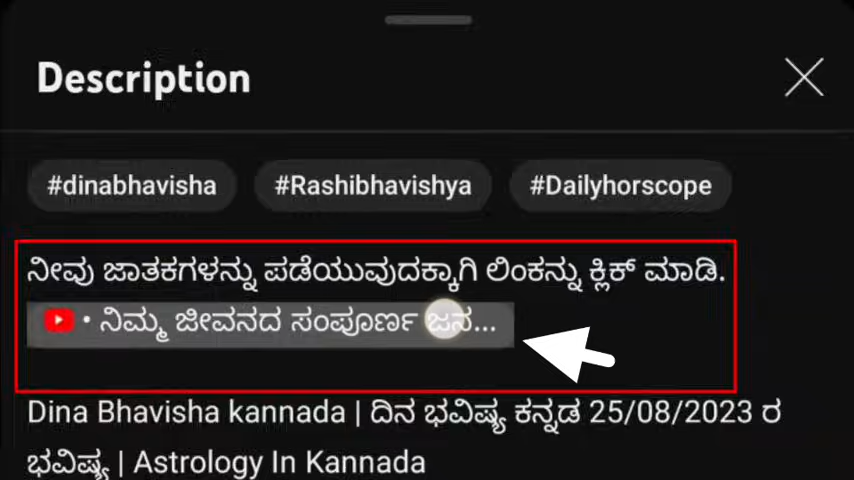 Description
#dinabhavisha #Rashibhavishya #Dailyhorscope
ನೀವು ಜಾತಕಗಳನ್ನು ಪಡೆಯುವುದಕ್ಕಾಗಿ ಲಿಂಕನ್ನು ಕ್ಲಿಕ್ ಮಾಡಿ.
• ನಿಮ್ಮ ಜೀವನದ ಸಂಪೂರ್ಣ ಜನ...
Dina Bhavisha kannada | ದಿನ ಭವಿಷ್ಯ ಕನ್ನಡ 25/08/2023 ರ
ಭವಿಷ್ಯ | Astrology In Kannada